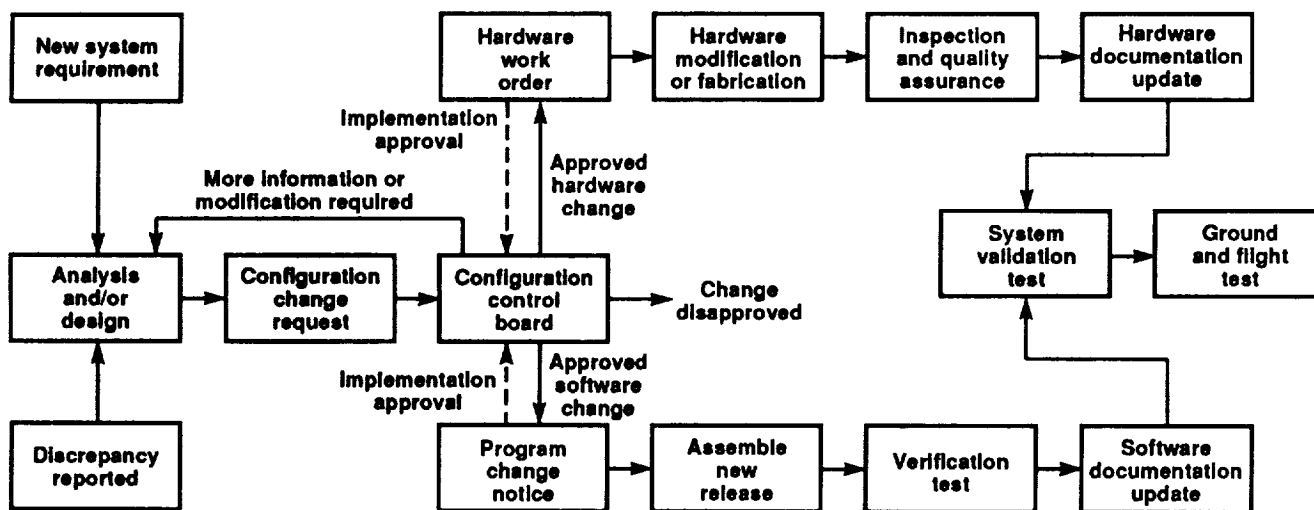 New system
requirement
Hardware
work
order
Hardware
modification
or fabrication
Inspection
and quality
assurance
Hardware
documentation
update
Implementation
approval
Approved
hardware
change
More information or
modification required
Analysis
and/or
design
Configuration
change
request
Configuration
control
board
Change
disapproved
System
validation
test
Ground
and flight
test
Implementation
approval
Approved
software
change
Discrepancy
reported
Program
change
notice
Assemble
new
release
Verification
test
Software
documentation
update